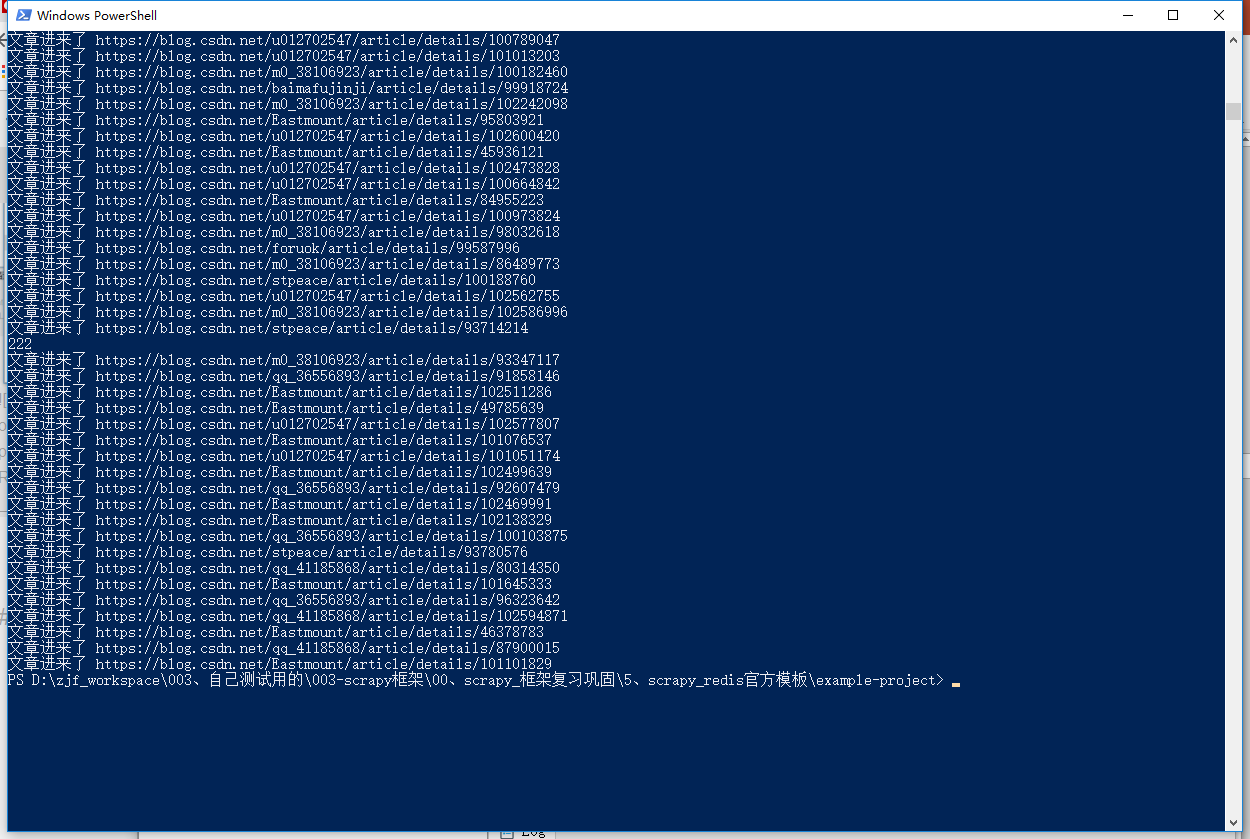 Windows PowerShell
文章进来了 https://blog.csdn.net/u012702547/article/details/100789047
文章进来了 https://blog.csdn.net/u012702547/article/details/101013203
文章进来了 https://blog.csdn.net/m0_38106923/article/details/100182460
文章进来了 https://blog.csdn.net/baimafujinji/article/details/99918724
文章进来了 https://blog.csdn.net/m0_38106923/article/details/102242098
文章进来了 https://blog.csdn.net/Eastmount/article/details/95803921
文章进来了 https://blog.csdn.net/u012702547/article/details/102600420
文章进来了 https://blog.csdn.net/Eastmount/article/details/45936121
文章进来了 https://blog.csdn.net/u012702547/article/details/102473828
文章进来了 https://blog.csdn.net/u012702547/article/details/100664842
文章进来了 https://blog.csdn.net/Eastmount/article/details/84955223
文章进来了 https://blog.csdn.net/u012702547/article/details/100973824
文章进来了 https://blog.csdn.net/m0_38106923/article/details/98032618
文章进来了 https://blog.csdn.net/foruok/article/details/99587996
文章进来了 https://blog.csdn.net/m0_38106923/article/details/86489773
文章进来了 https://blog.csdn.net/stpeace/article/details/100188760
文章进来了 https://blog.csdn.net/u012702547/article/details/102562755
文章进来了 https://blog.csdn.net/m0_38106923/article/details/102586996
文章进来了 https://blog.csdn.net/stpeace/article/details/93714214
222
文章进来了 https://blog.csdn.net/m0_38106923/article/details/93347117
文章进来了 https://blog.csdn.net/qq_36556893/article/details/91858146
文章进来了 https://blog.csdn.net/Eastmount/article/details/102511286
文章进来了 https://blog.csdn.net/Eastmount/article/details/49785639
文章进来了 https://blog.csdn.net/u012702547/article/details/102577807
文章进来了 https://blog.csdn.net/Eastmount/article/details/101076537
文章进来了 https://blog.csdn.net/u012702547/article/details/101051174
文章进来了 https://blog.csdn.net/Eastmount/article/details/102499639
文章进来了 https://blog.csdn.net/qq_36556893/article/details/92607479
文章进来了 https://blog.csdn.net/Eastmount/article/details/102469991
文章进来了 https://blog.csdn.net/Eastmount/article/details/102138329
文章进来了 https://blog.csdn.net/qq_36556893/article/details/100103875
文章进来了 https://blog.csdn.net/stpeace/article/details/93780576
文章进来了 https://blog.csdn.net/qq_41185868/article/details/80314350
文章进来了 https://blog.csdn.net/Eastmount/article/details/101645333
文章进来了 https://blog.csdn.net/qq_36556893/article/details/96323642
文章进来了 https://blog.csdn.net/qq_41185868/article/details/102594871
文章进来了 https://blog.csdn.net/Eastmount/article/details/46378783
文章进来了 https://blog.csdn.net/qq_41185868/article/details/87900015
文章进来了 https://blog.csdn.net/Eastmount/article/details/101101829
PS D:\zjf_workspace\003、自己测试用的\003-scrapy框架\00、scrapy_框架复习巩固\5、scrapy_redis官方模板\example-project>
Log